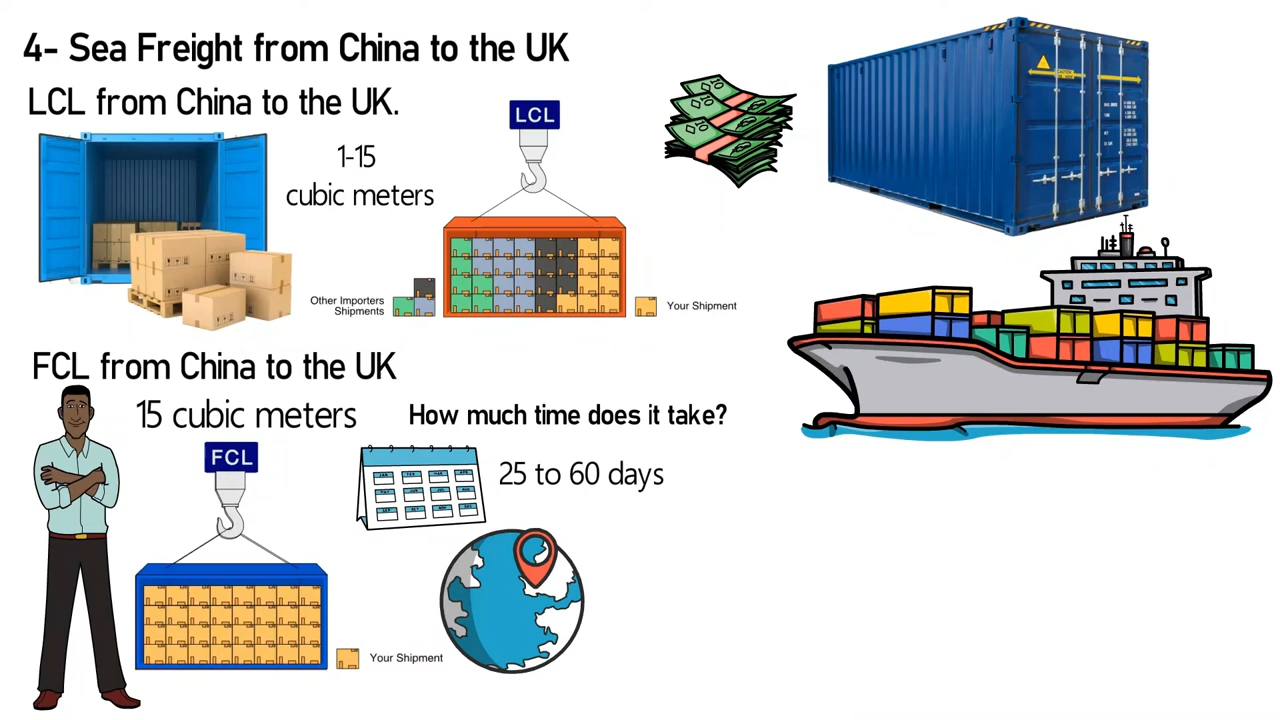 4- Sea Freight from China to the UK
LCL from China to the UK.
1-15
cubic meters
LCL
Other Importers
Shipments
Your Shipment
FCL from China to the UK
15 cubic meters
FCL
Your Shipment
How much time does it take?
25 to 60 days